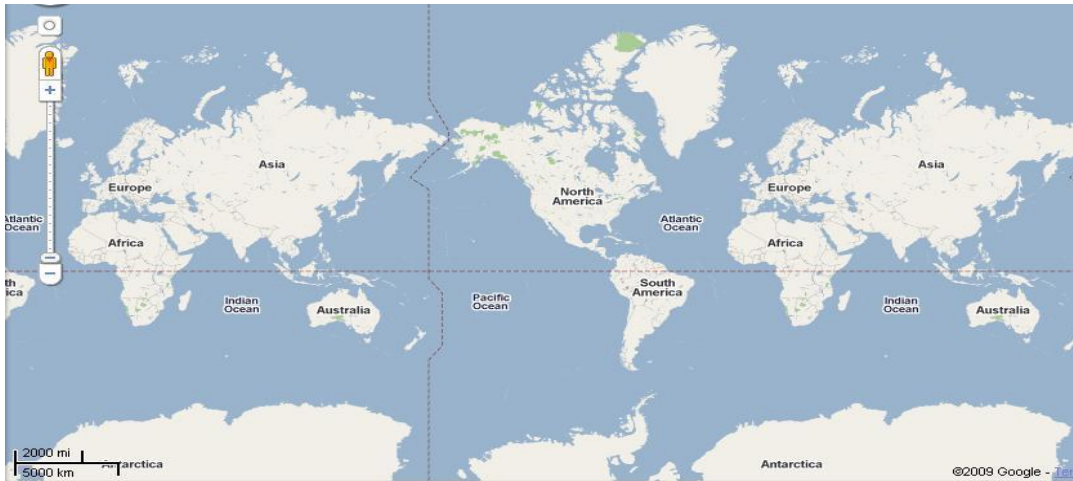 Asia
Asia
Europe
North
America
Europe
Atlantic
Ocean
Atlantic
Ocean
Africa
Africa
th
ica
South
America
Indian
Ocean
Pacific
Ocean
Indian
Ocean
Australia
Australia
2000 mi
5000 km
Antarctica
Antarctica
©2009 Google - Ter